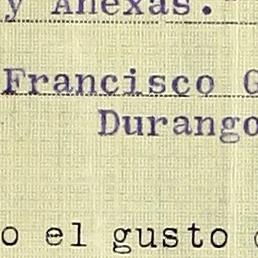 y Anexas.
Francisco G
Durango
o el gusto